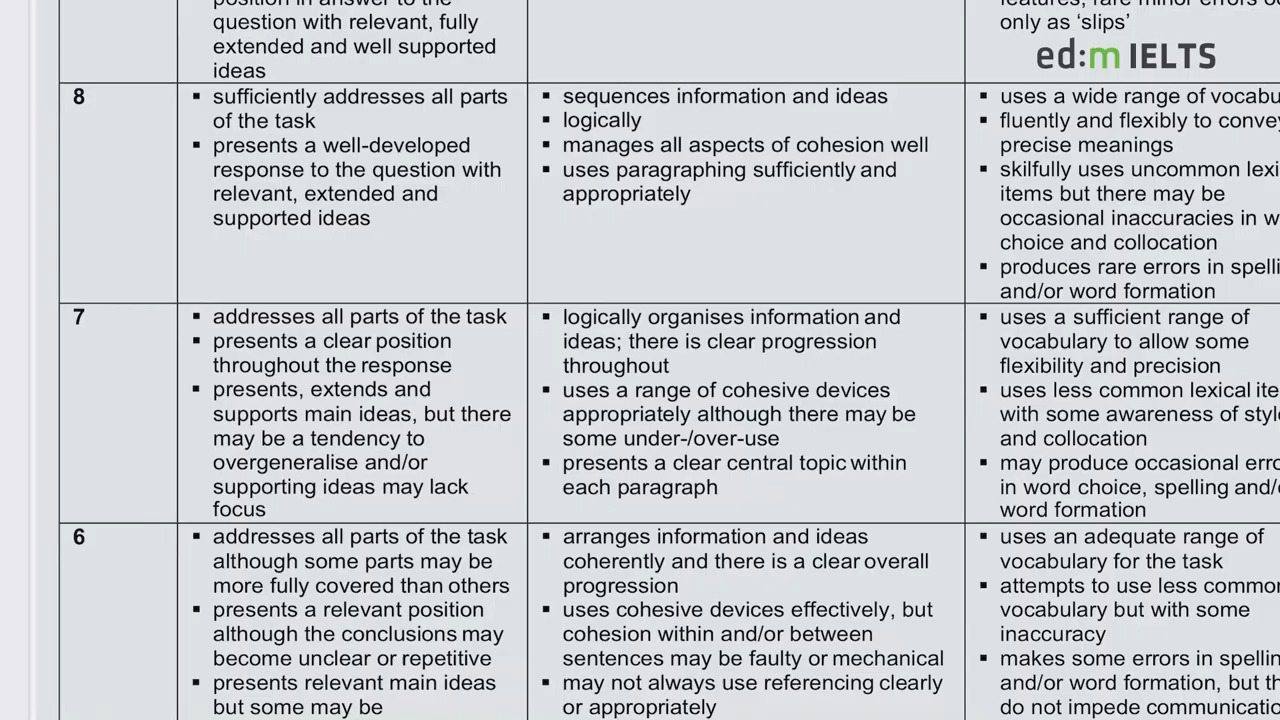 question with relevant, fully
extended and well supported
ideas
only as ‘slips’
ed:m IELTS
8
▪ sufficiently addresses all parts
of the task
▪ presents a well-developed
response to the question with
relevant, extended and
supported ideas
▪ sequences information and ideas
▪ logically
▪ manages all aspects of cohesion well
▪ uses paragraphing sufficiently and
appropriately
▪ uses a wide range of
▪ fluently and flexibly to
precise meanings
▪ skilfully uses uncommon
items but there may be
occasional inaccuracies in
choice and collocation
▪ produces rare errors in
and/or word formation
7
▪ addresses all parts of the task
▪ presents a clear position
throughout the response
▪ presents, extends and
supports main ideas, but there
may be a tendency to
overgeneralise and/or
supporting ideas may lack
focus
▪ logically organises information and
ideas; there is clear progression
throughout
▪ uses a range of cohesive devices
appropriately although there may be
some under-/over-use
▪ presents a clear central topic within
each paragraph
▪ uses a sufficient range of
vocabulary to allow some
flexibility and precision
▪ uses less common lexical
with some awareness of
and collocation
▪ may produce occasional
in word choice, spelling
word formation
6
▪ addresses all parts of the task
although some parts may be
more fully covered than others
▪ presents a relevant position
although the conclusions may
become unclear or repetitive
▪ presents relevant main ideas
but some may be
▪ arranges information and ideas
coherently and there is a clear overall
progression
▪ uses cohesive devices effectively, but
cohesion within and/or between
sentences may be faulty or mechanical
▪ may not always use referencing clearly
or appropriately
▪ uses an adequate range of
vocabulary for the task
▪ attempts to use less
vocabulary but with some
inaccuracy
▪ makes some errors in
and/or word formation, but
do not impede